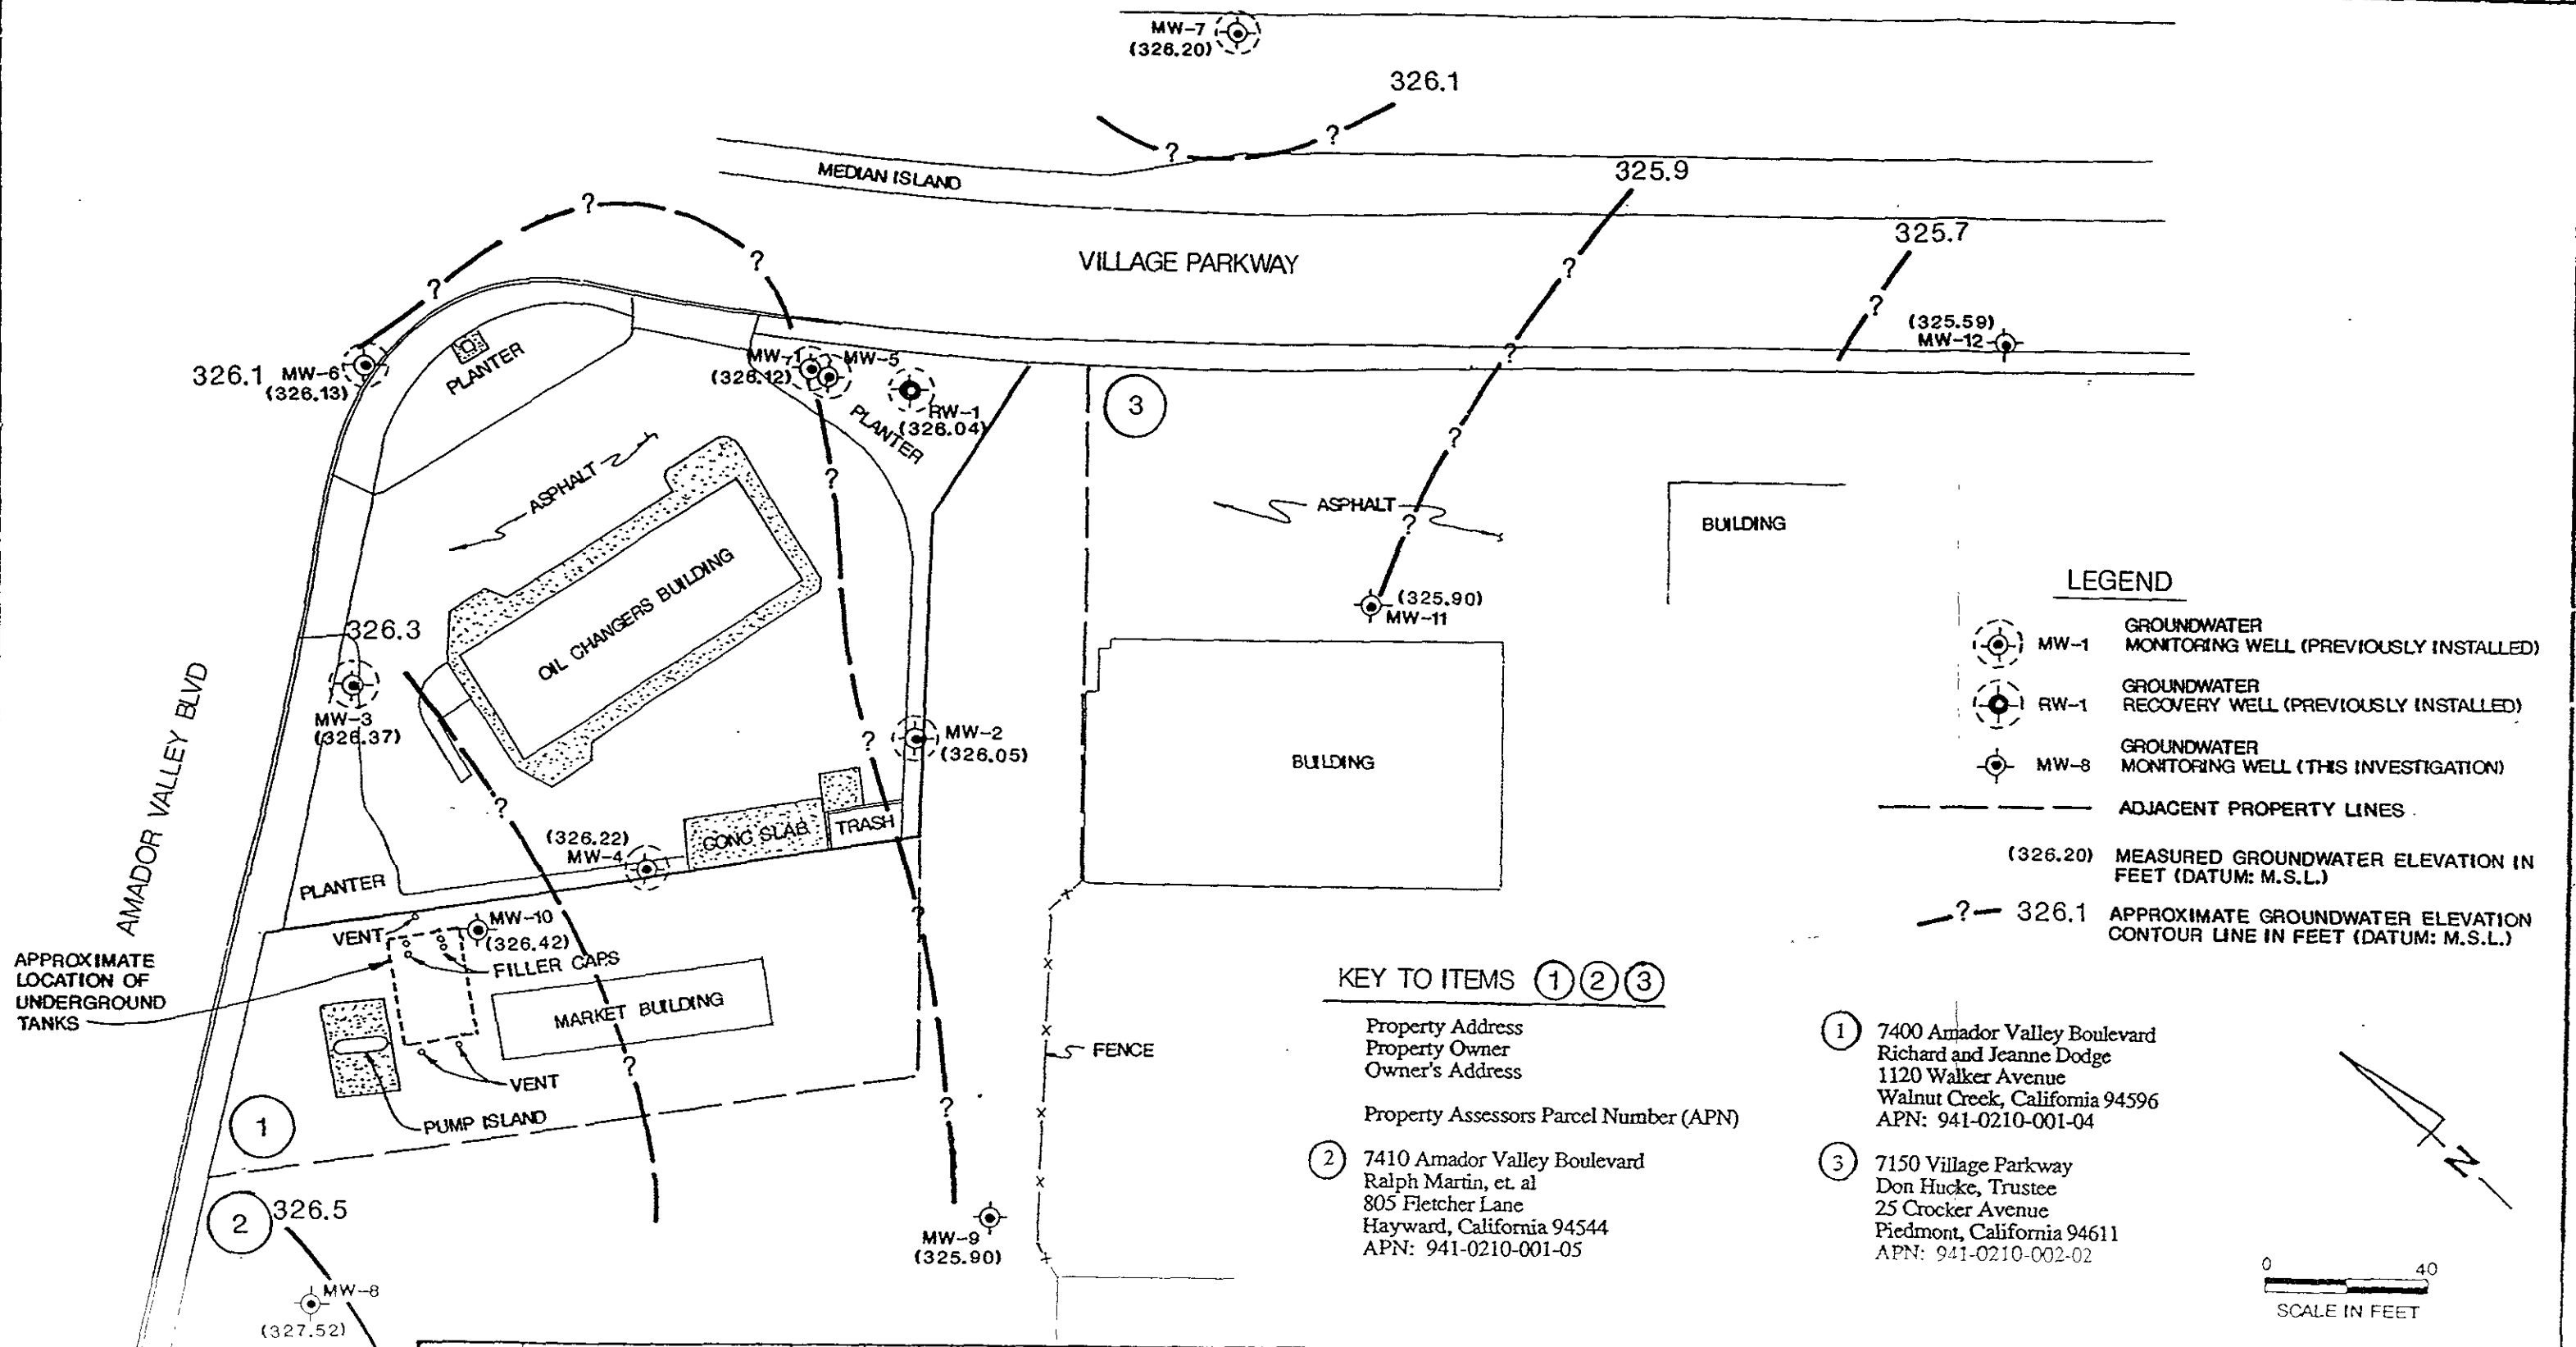 MW-7
(326.20)
326.1
?
?
MEDIAN ISLAND
325.9
325.7
VILLAGE PARKWAY
?
?
?
?
?
?
(325.59)
MW-12
326.1
MW-6
(326.13)
PLANTER
MW-1
(326.12)
MW-5
RW-1
(326.04)
PLANTER
3
?
?
?
ASPHALT
ASPHALT
?
BUILDING
OIL CHANGERS BUILDING
(325.90)
MW-11
326.3
MW-3
(326.37)
AMADOR VALLEY BLVD
?
MW-2
(326.05)
BUILDING
?
(326.22)
MW-4
CONC SLAB
TRASH
PLANTER
?
VENT
MW-10
(326.42)
FILLER CAPS
APPROXIMATE
LOCATION OF
UNDERGROUND
TANKS
MARKET BUILDING
?
?
FENCE
VENT
PUMP ISLAND
1
2
326.5
MW-9
(325.90)
MW-8
(327.52)
LEGEND
MW-1
GROUNDWATER
MONITORING WELL (PREVIOUSLY INSTALLED)
RW-1
GROUNDWATER
RECOVERY WELL (PREVIOUSLY INSTALLED)
MW-8
GROUNDWATER
MONITORING WELL (THIS INVESTIGATION)
ADJACENT PROPERTY LINES
(326.20) MEASURED GROUNDWATER ELEVATION IN
FEET (DATUM: M.S.L.)
? 326.1 APPROXIMATE GROUNDWATER ELEVATION
CONTOUR LINE IN FEET (DATUM: M.S.L.)
KEY TO ITEMS 1 2 3
Property Address
Property Owner
Owner's Address
Property Assessors Parcel Number (APN)
1 7400 Amador Valley Boulevard
Richard and Jeanne Dodge
1120 Walker Avenue
Walnut Creek, California 94596
APN: 941-0210-001-04
2 7410 Amador Valley Boulevard
Ralph Martin, et. al
805 Fletcher Lane
Hayward, California 94544
APN: 941-0210-001-05
3 7150 Village Parkway
Don Hucke, Trustee
25 Crocker Avenue
Piedmont, California 94611
APN: 941-0210-002-02
N
0 40
SCALE IN FEET